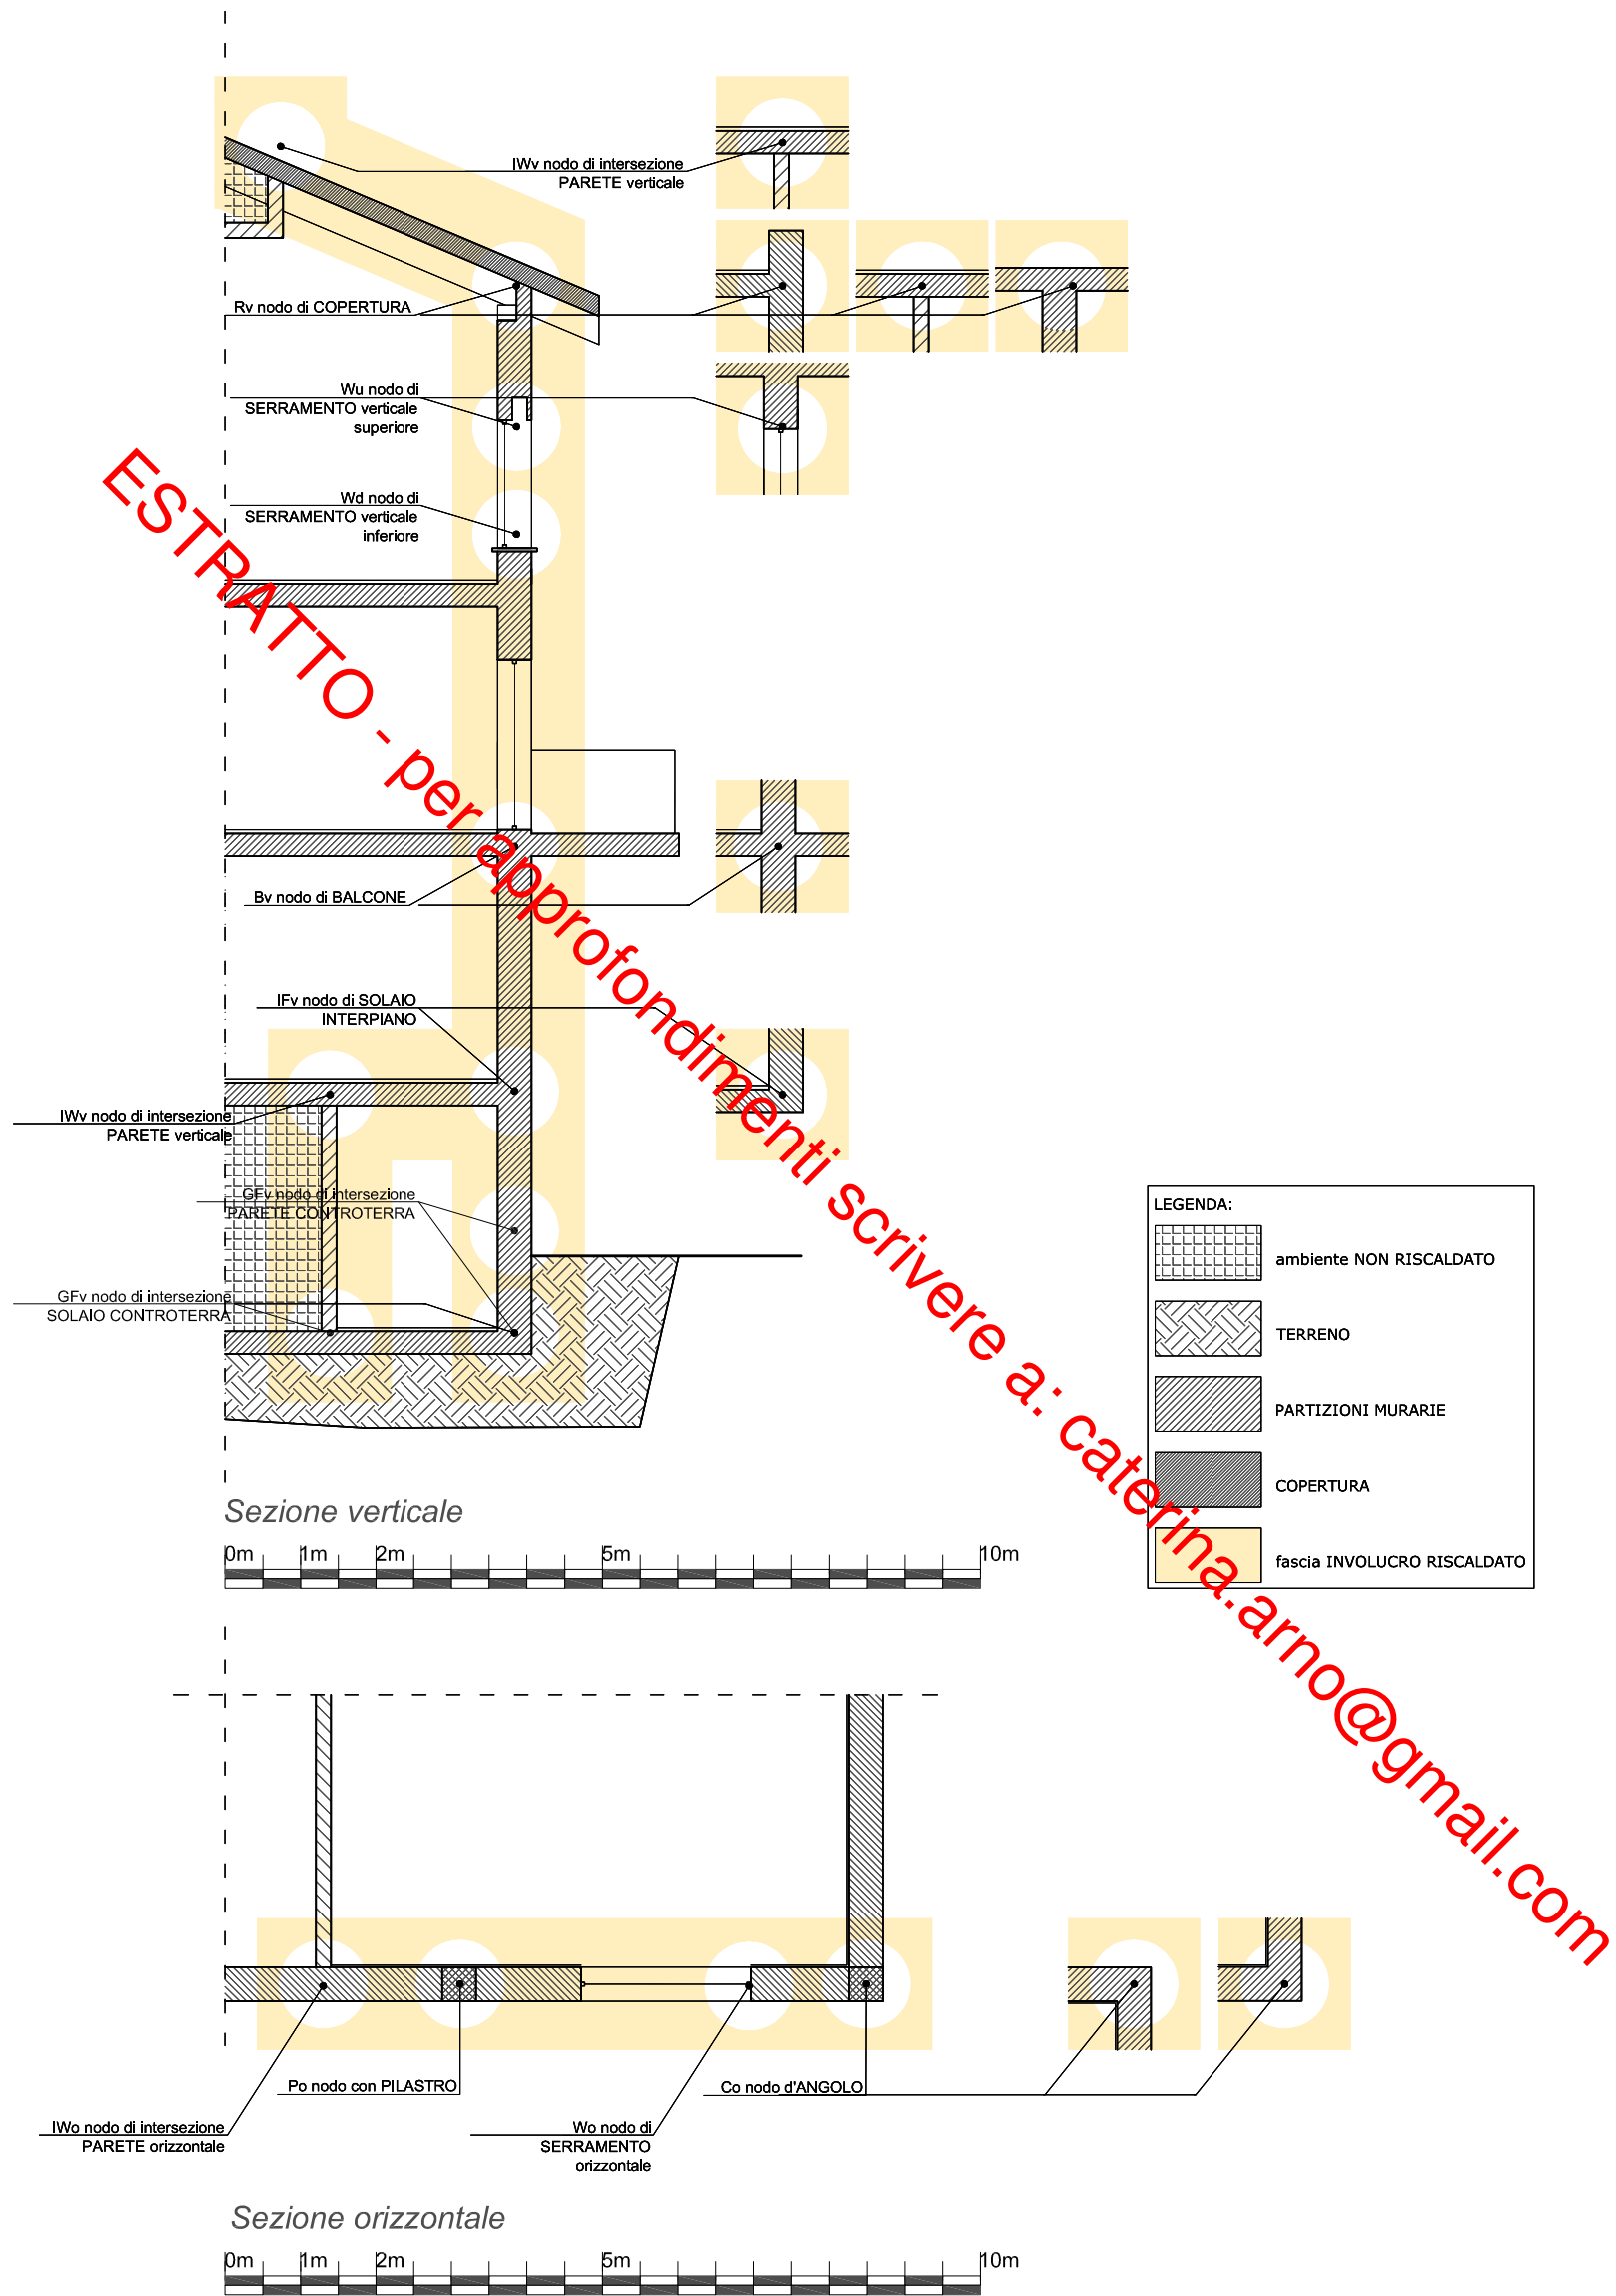 IWv nodo di intersezione
PARETE verticale
Rv nodo di COPERTURA
Wu nodo di
SERRAMENTO verticale
superiore
Wd nodo di
SERRAMENTO verticale
inferiore
ESTRATTO - per approfondimenti scrivere a: caterina.arno@gmail.com
Bv nodo di BALCONE
IFv nodo di SOLAIO
INTERPIANO
IWv nodo di intersezione
PARETE verticale
GFv nodo di intersezione
PARETE CONTROTERRA
GFv nodo di intersezione
SOLAIO CONTROTERRA
LEGENDA:
ambiente NON RISCALDATO
TERRENO
PARTIZIONI MURARIE
COPERTURA
fascia INVOLUCRO RISCALDATO
Sezione verticale
0m 1m 2m 5m 10m
Po nodo con PILASTRO
Co nodo d'ANGOLO
IWo nodo di intersezione
PARETE orizzontale
Wo nodo di
SERRAMENTO
orizzontale
Sezione orizzontale
0m 1m 2m 5m 10m